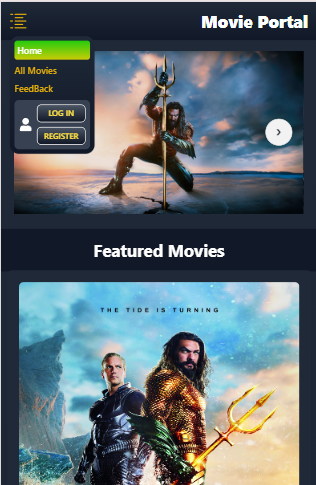 Movie Portal
Home
All Movies
FeedBack
LOG IN
REGISTER
Featured Movies
THE TIDE IS TURNING